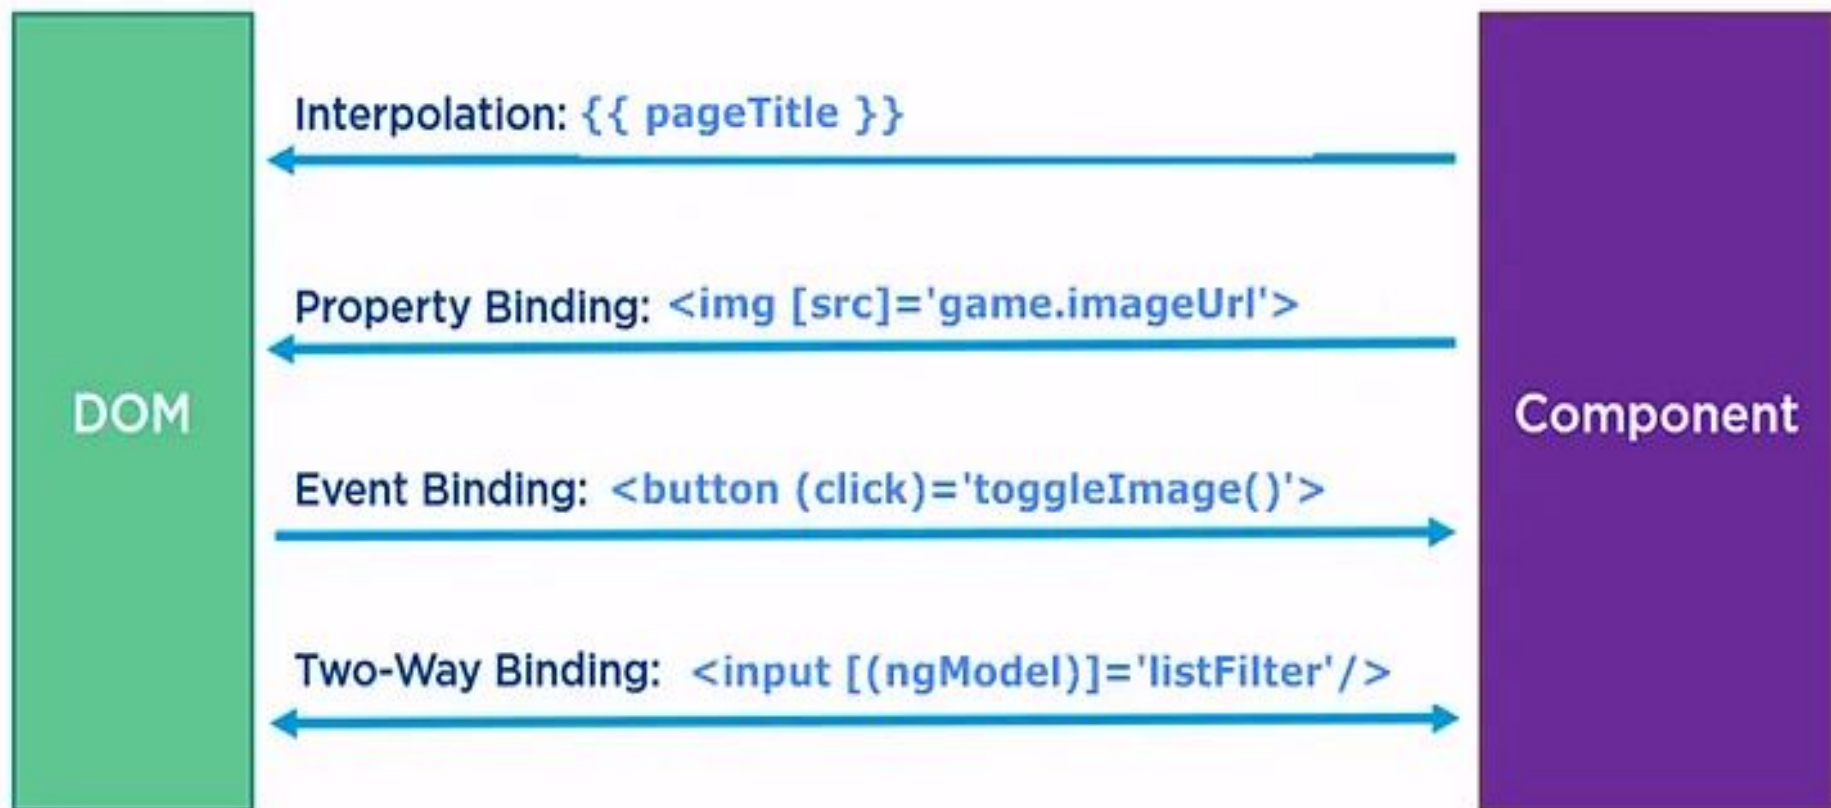 Interpolation: {{ pageTitle }}
Property Binding: <img [src]='game.imageUrl'>
DOM
Component
Event Binding: <button (click)='toggleImage()'>
Two-Way Binding: <input [(ngModel)]='listFilter'/>